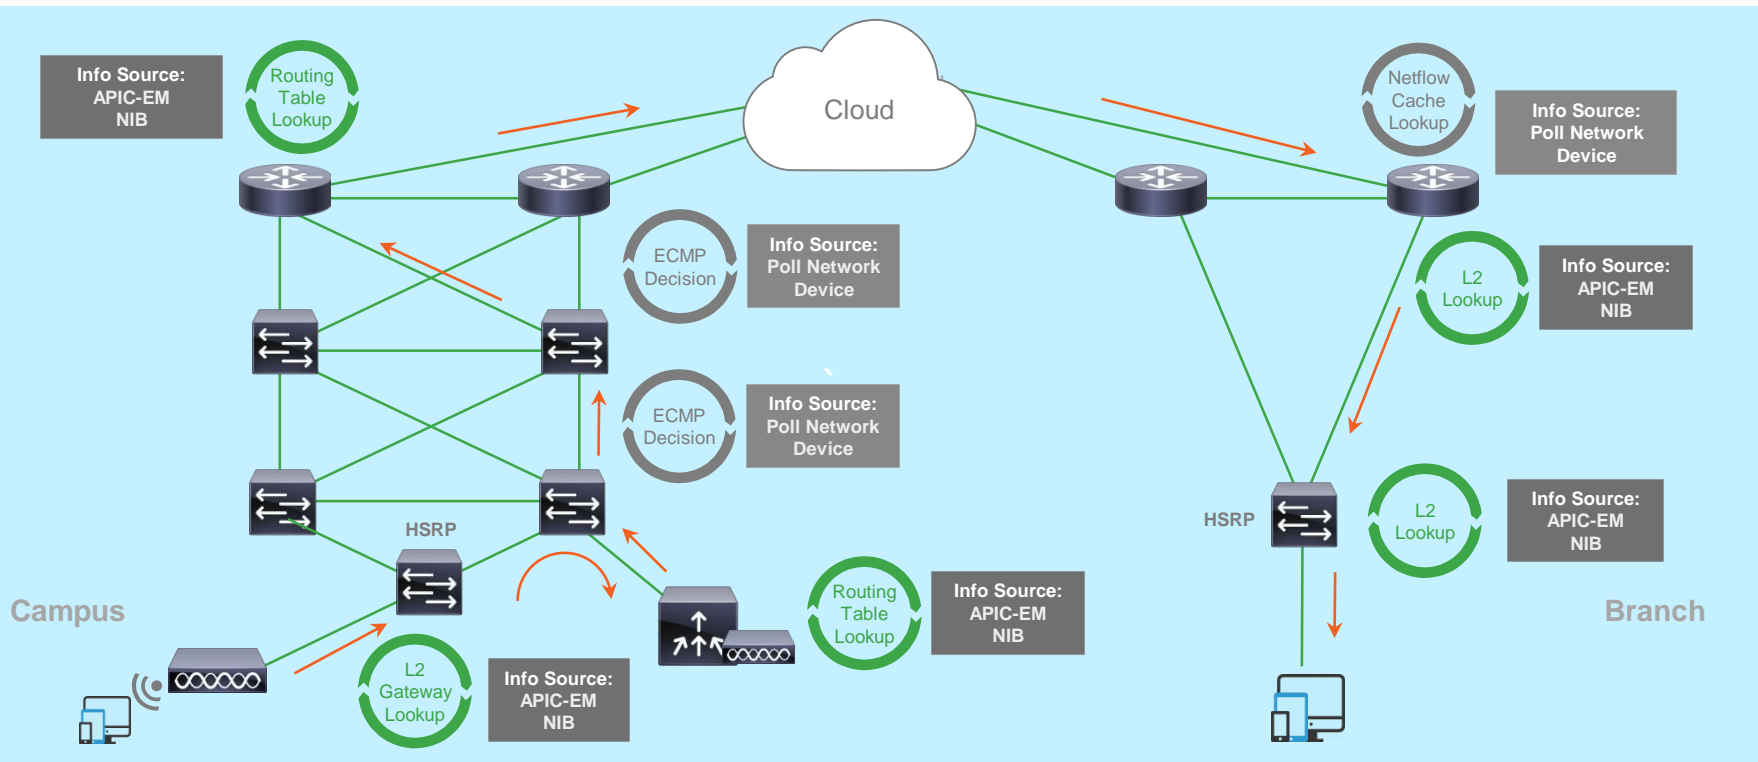 Info Source:
APIC-EM
NIB
Routing
Table
Lookup
Cloud
Netflow
Cache
Lookup
Info Source:
Poll Network
Device
ECMP
Decision
Info Source:
Poll Network
Device
L2
Lookup
Info Source:
APIC-EM
NIB
`
ECMP
Decision
Info Source:
Poll Network
Device
HSRP
HSRP
L2
Lookup
Info Source:
APIC-EM
NIB
Campus
Routing
Table
Lookup
Info Source:
APIC-EM
NIB
Branch
L2
Gateway
Lookup
Info Source:
APIC-EM
NIB